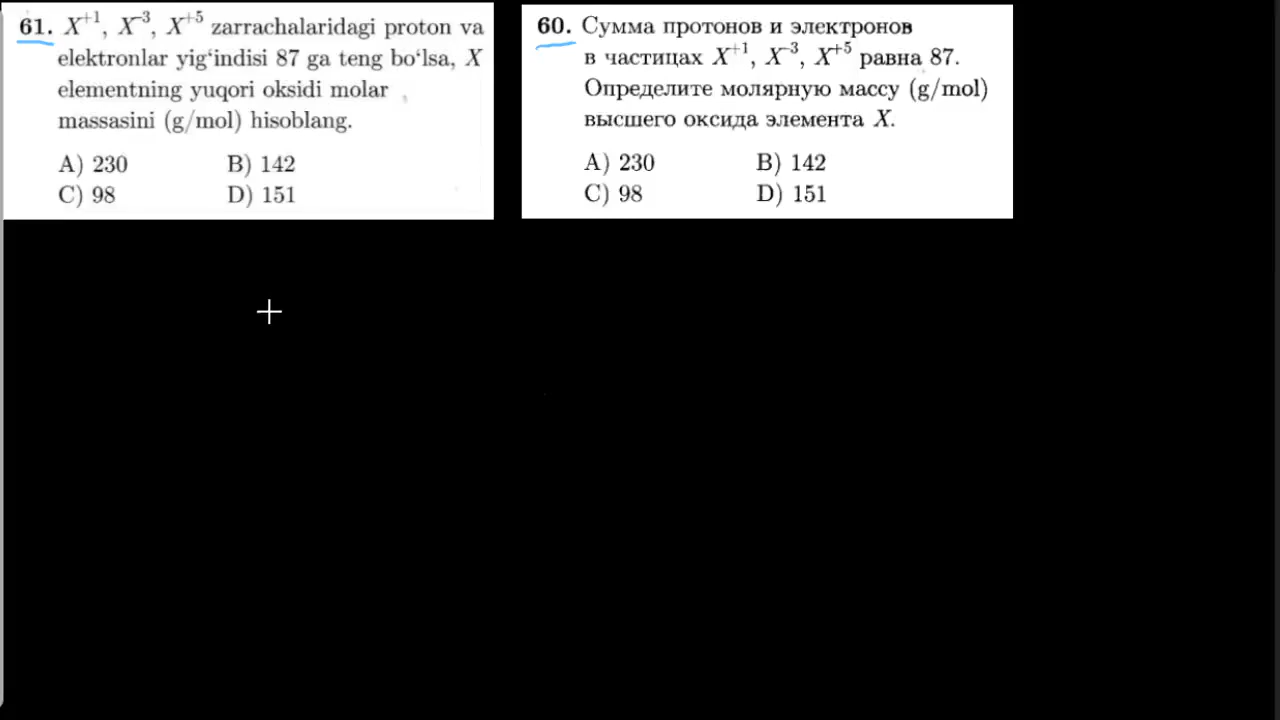 61. X⁺¹, X⁻³, X⁺⁵ zarrachalaridagi proton va
elektronlar yig‘indisi 87 ga teng bo‘lsa, X
elementning yuqori oksidi molar
massasini (g/mol) hisoblang.
A) 230 B) 142
C) 98 D) 151
60. Сумма протонов и электронов
в частицах X⁺¹, X⁻³, X⁺⁵ равна 87.
Определите молярную массу (g/mol)
высшего оксида элемента X.
A) 230 B) 142
C) 98 D) 151